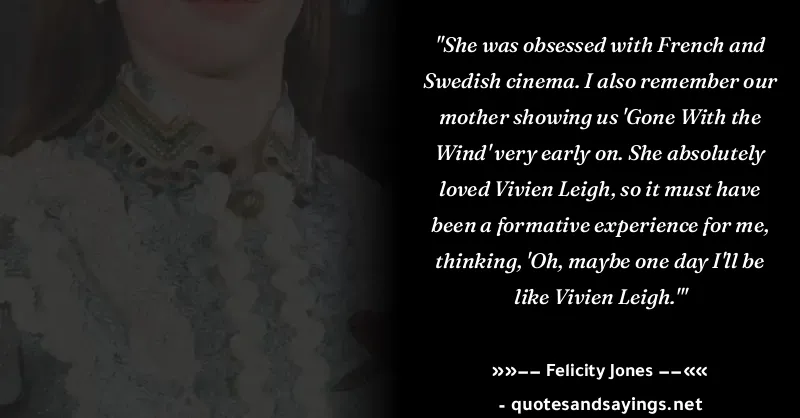 "She was obsessed with French and
Swedish cinema. I also remember our
mother showing us 'Gone With the
Wind' very early on. She absolutely
loved Vivien Leigh, so it must have
been a formative experience for me,
thinking, 'Oh, maybe one day I'll be
like Vivien Leigh.'"
»»−− Felicity Jones −−««
- quotesandsayings.net